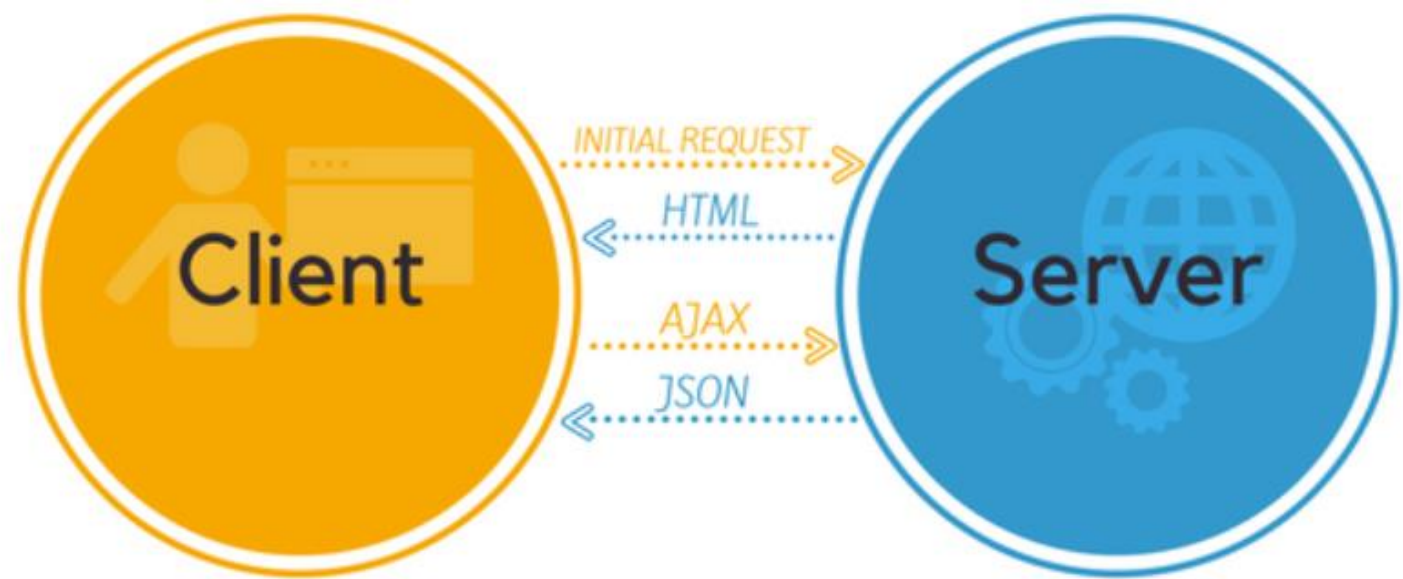 Client
INITIAL REQUEST
HTML
AJAX
JSON
Server